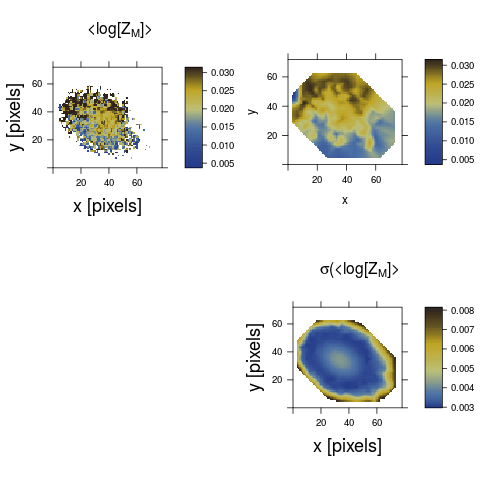 <log[Z_M]>
60
40
20
20 40 60
y [pixels]
x [pixels]
0.030
0.025
0.020
0.015
0.010
0.005
60
40
20
20 40 60
y
x
0.030
0.025
0.020
0.015
0.010
0.005
σ(<log[Z_M]>
60
40
20
20 40 60
y [pixels]
x [pixels]
0.008
0.007
0.006
0.005
0.004
0.003